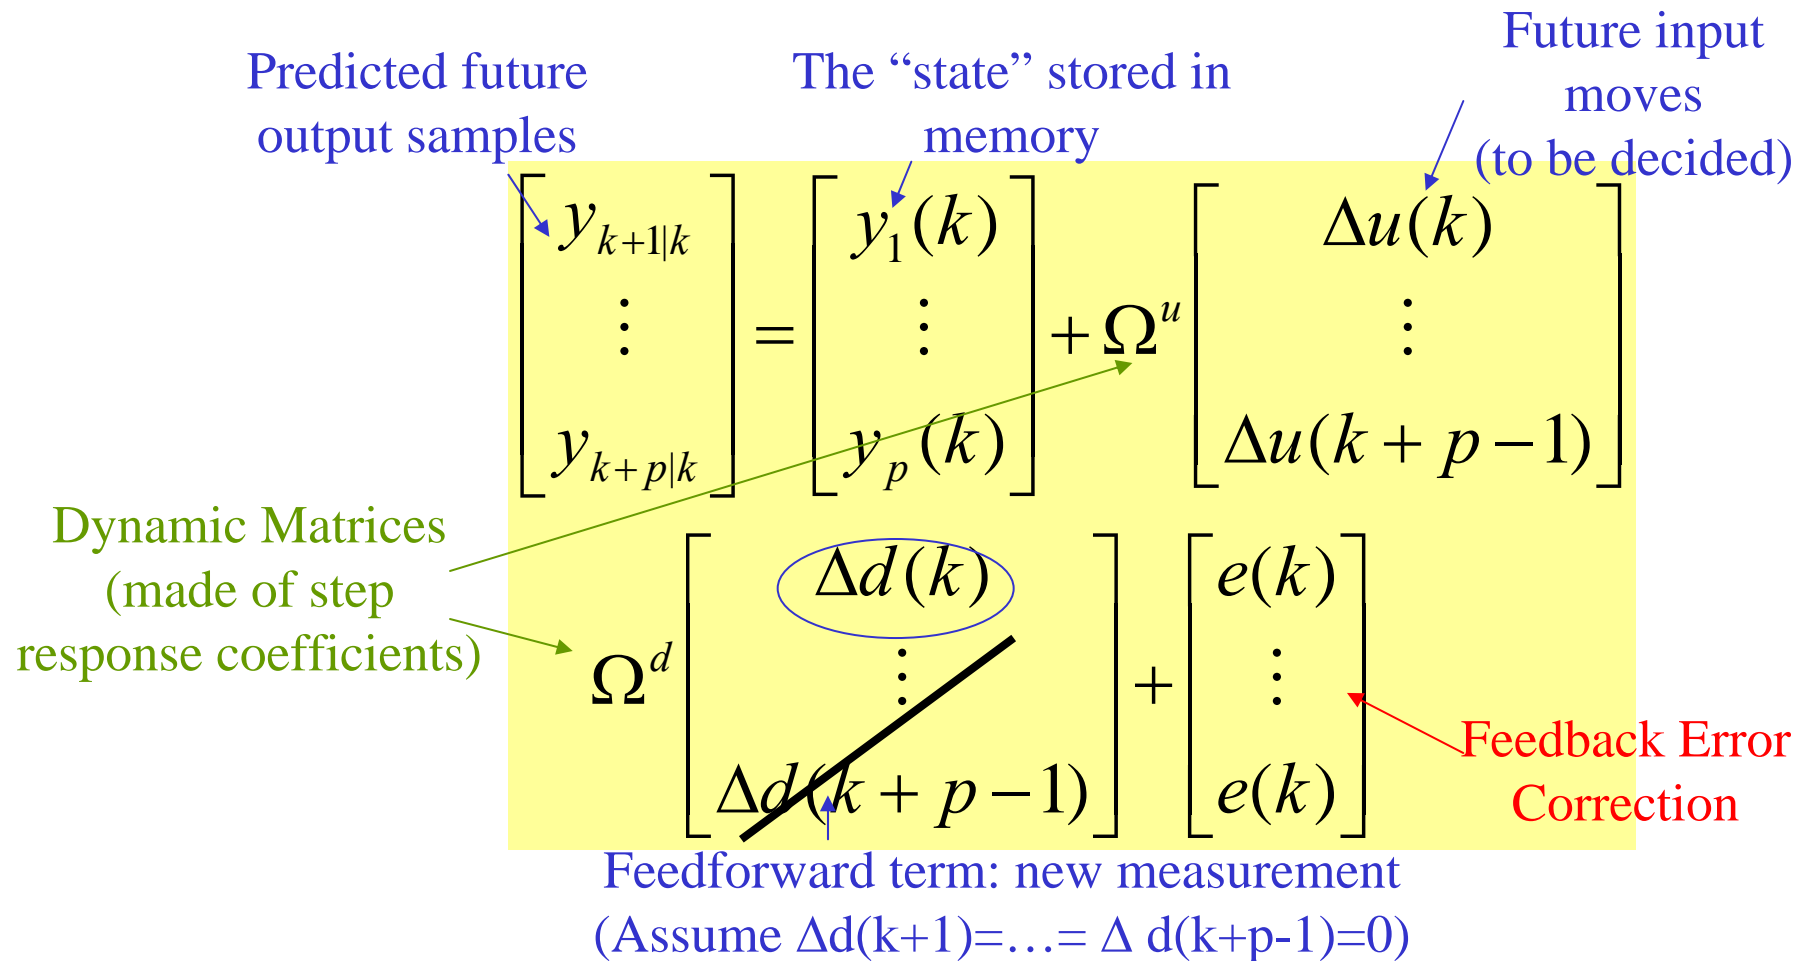 Predicted future
output samples
The “state” stored in
memory
Future input
moves
(to be decided)
[y_{k+1|k} ⋮ y_{k+p|k}] = [y_1(k) ⋮ y_p(k)] + Ω^u [Δu(k) ⋮ Δu(k + p − 1)]
Dynamic Matrices
(made of step
response coefficients)
Ω^d [Δd(k) ⋮ Δd(k + p − 1)] + [e(k) ⋮ e(k)]
Feedback Error
Correction
Feedforward term: new measurement
(Assume Δd(k+1)=…= Δ d(k+p-1)=0)